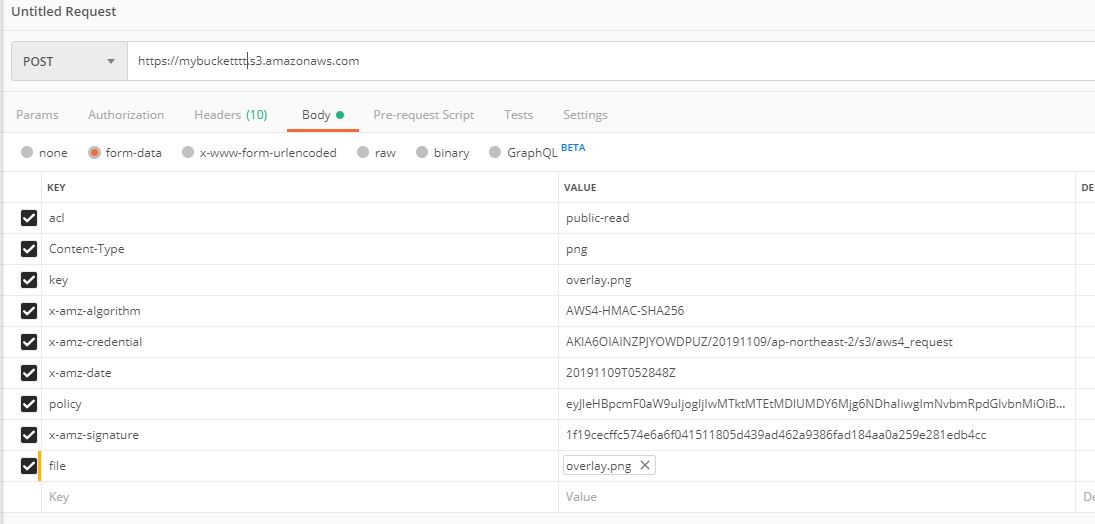 Untitled Request
POST https://mybucketttt.s3.amazonaws.com
Params Authorization Headers (10) Body Pre-request Script Tests Settings
none form-data x-www-form-urlencoded raw binary GraphQL BETA
KEY VALUE DE
acl public-read
Content-Type png
key overlay.png
x-amz-algorithm AWS4-HMAC-SHA256
x-amz-credential AKIA6OIAINZPJYOWDPUZ/20191109/ap-northeast-2/s3/aws4_request
x-amz-date 20191109T052848Z
policy eyJleHBpcmF0aW9uIjogIjIwMTktMTEtMDlUMDY6Mjg6NDhaIiwgImNvbmRpdGlvbnMiOiB...
x-amz-signature 1f19cecffc574e6a6f041511805d439ad462a9386fad184aa0a259e281edb4cc
file overlay.png
Key Value De